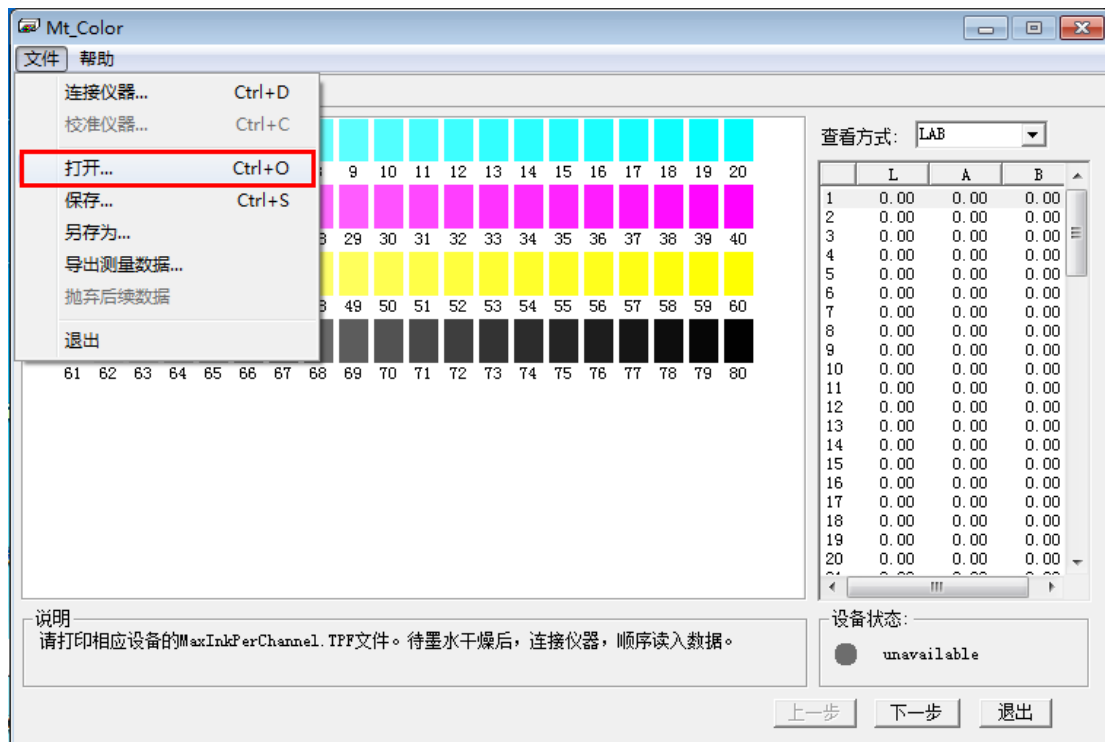 Mt_Color
文件 帮助
连接仪器... Ctrl+D
校准仪器... Ctrl+C
打开... Ctrl+O
保存... Ctrl+S
另存为...
导出测量数据...
抛弃后续数据
退出
9 10 11 12 13 14 15 16 17 18 19 20
29 30 31 32 33 34 35 36 37 38 39 40
49 50 51 52 53 54 55 56 57 58 59 60
61 62 63 64 65 66 67 68 69 70 71 72 73 74 75 76 77 78 79 80
查看方式: LAB
L A B
1 0.00 0.00 0.00
2 0.00 0.00 0.00
3 0.00 0.00 0.00
4 0.00 0.00 0.00
5 0.00 0.00 0.00
6 0.00 0.00 0.00
7 0.00 0.00 0.00
8 0.00 0.00 0.00
9 0.00 0.00 0.00
10 0.00 0.00 0.00
11 0.00 0.00 0.00
12 0.00 0.00 0.00
13 0.00 0.00 0.00
14 0.00 0.00 0.00
15 0.00 0.00 0.00
16 0.00 0.00 0.00
17 0.00 0.00 0.00
18 0.00 0.00 0.00
19 0.00 0.00 0.00
20 0.00 0.00 0.00
说明
请打印相应设备的MaxInkPerChannel.TPF文件。待墨水干燥后，连接仪器，顺序读入数据。
设备状态:
unavailable
上一步 下一步 退出